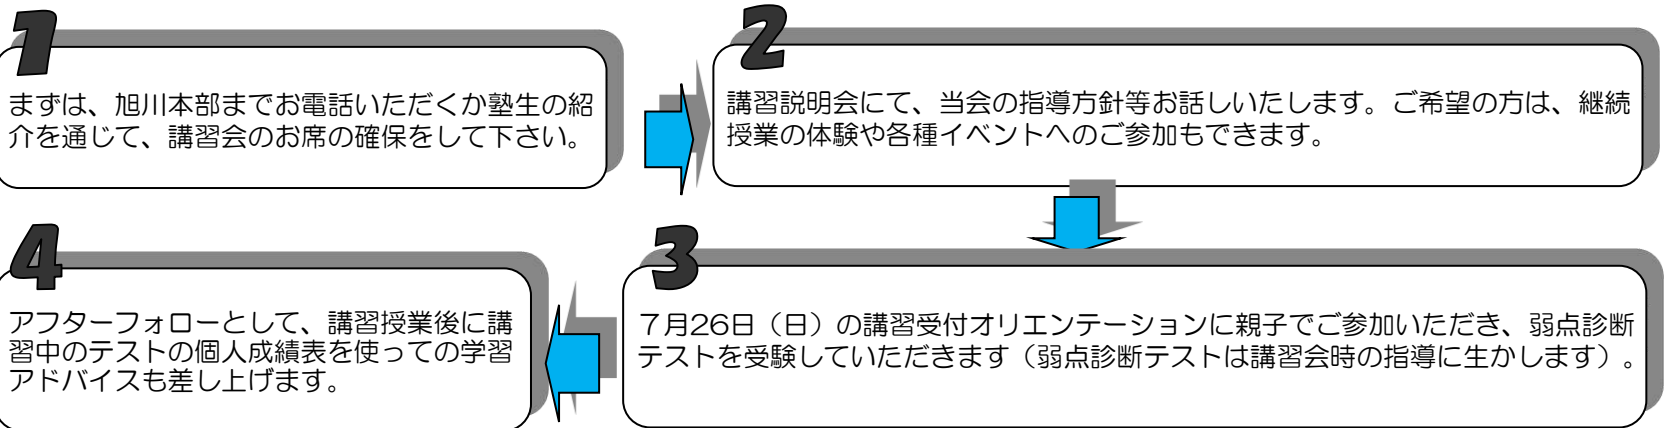 1
まずは、旭川本部までお電話いただくか塾生の紹
介を通じて、講習会のお席の確保をして下さい。
2
講習説明会にて、当会の指導方針等お話しいたします。ご希望の方は、継続
授業の体験や各種イベントへのご参加もできます。
3
７月26日（日）の講習受付オリエンテーションに親子でご参加いただき、弱点診断
テストを受験していただきます（弱点診断テストは講習会時の指導に生かします）。
4
アフターフォローとして、講習授業後に講
習中のテストの個人成績表を使っての学習
アドバイスも差し上げます。